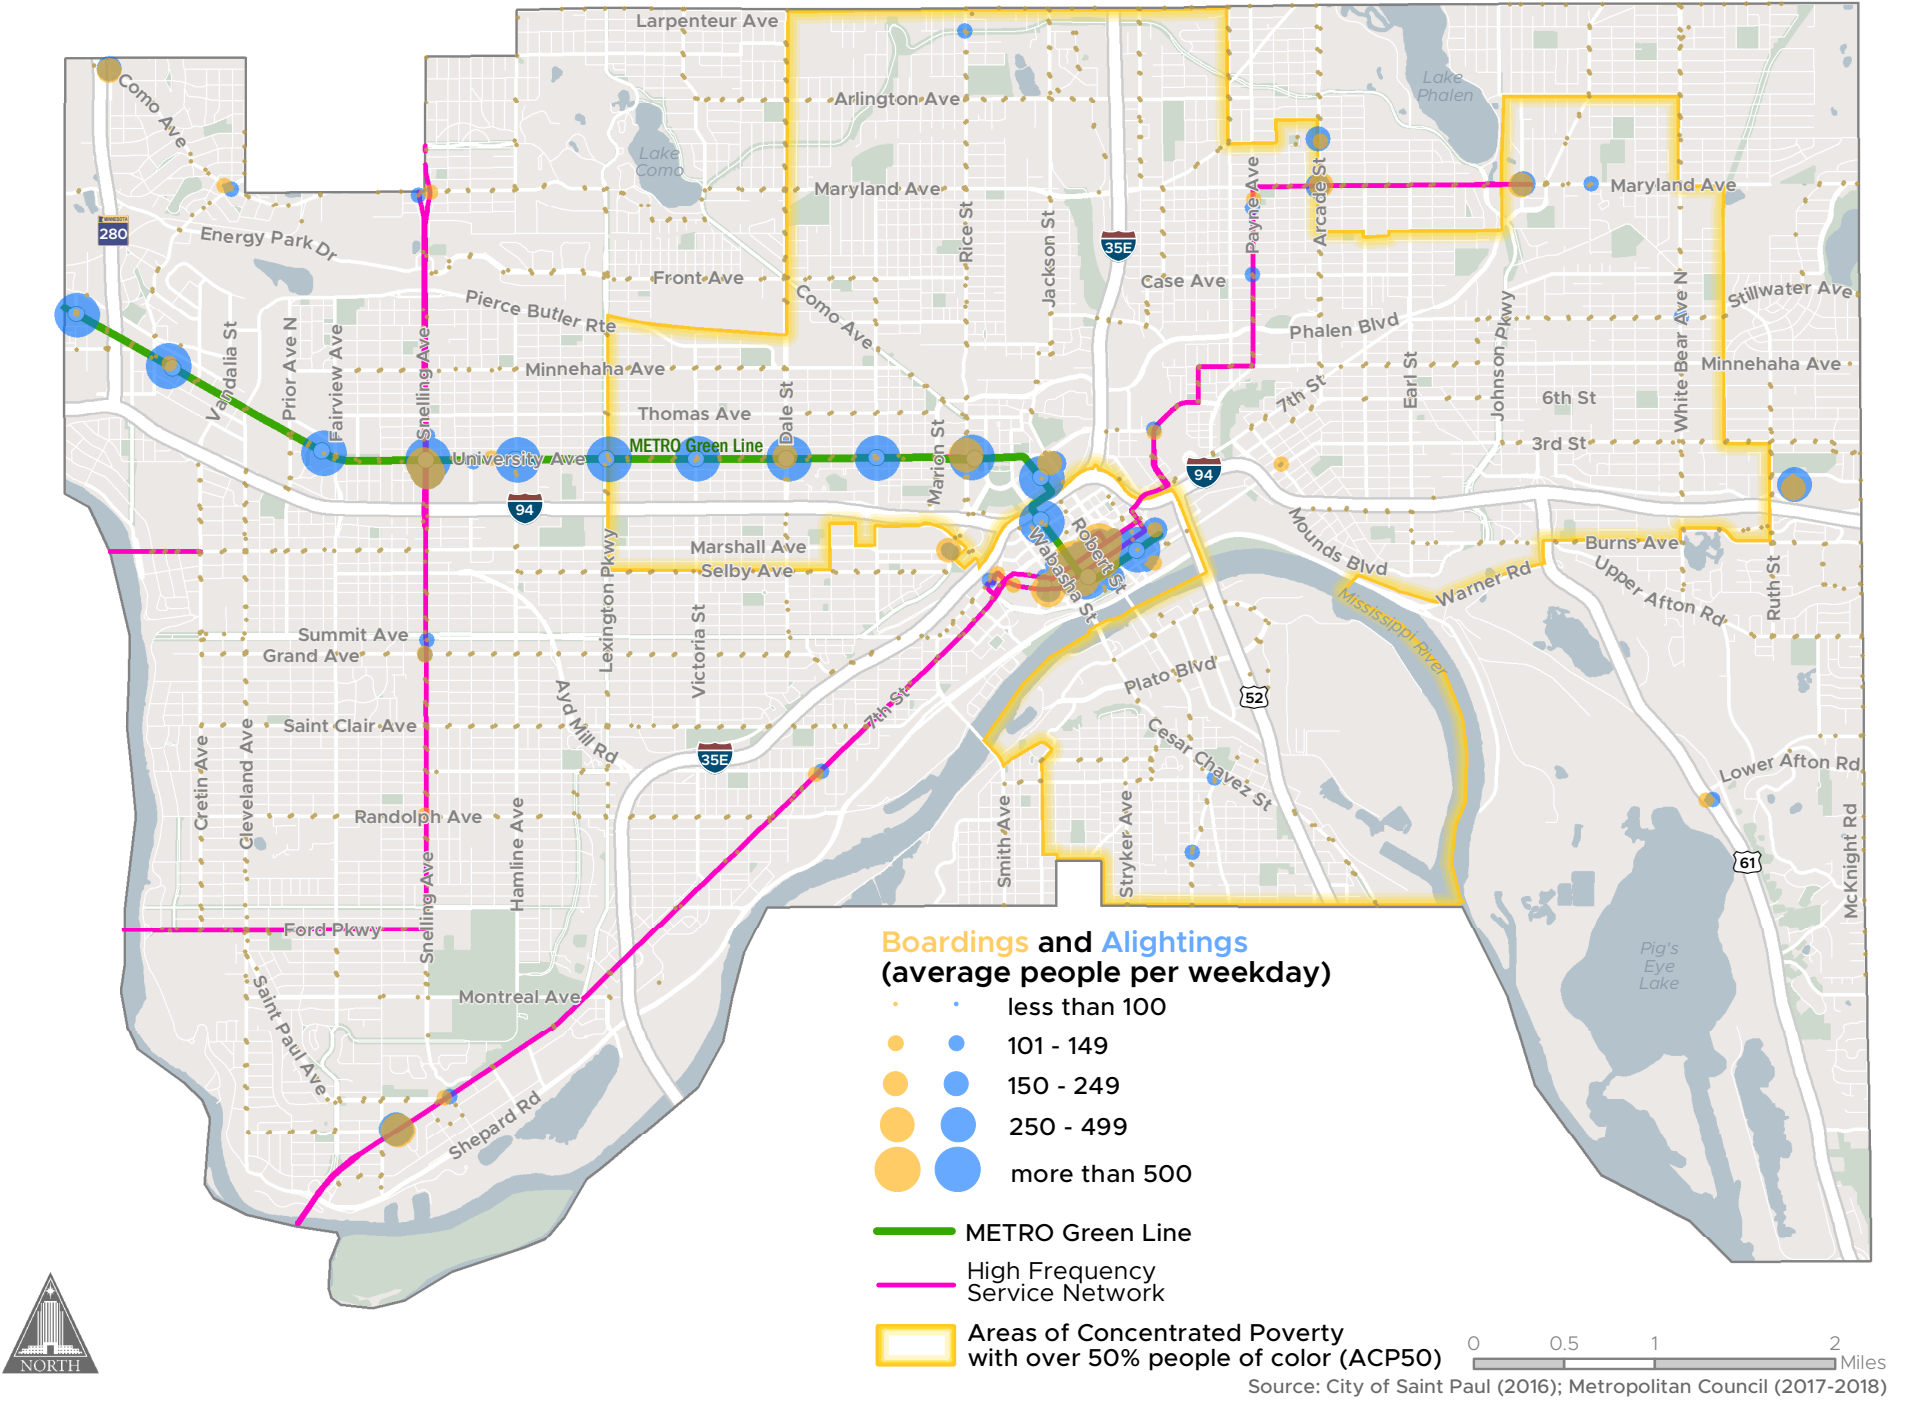 Larpenteur Ave
Como Ave
Lake
Phalen
Arlington Ave
Lake
Como
Maryland Ave
Maryland Ave
MINNESOTA
280
Energy Park Dr
Rice St
Jackson St
35E
Payne Ave
Arcade St
Front Ave
Case Ave
Pierce Butler Rte
Como Ave
Phalen Blvd
Johnson Pkwy
White Bear Ave N
Stillwater Ave
Vandalia St
Prior Ave N
Fairview Ave
Snelling Ave
Minnehaha Ave
Minnehaha Ave
Earl St
7th St
6th St
Thomas Ave
Dale St
METRO Green Line
University Ave
Marion St
3rd St
94
94
Marshall Ave
Selby Ave
Wabasha St
Robert St
Mounds Blvd
Burns Ave
Warner Rd
Upper Afton Rd
Ruth St
Mississippi River
Summit Ave
Grand Ave
Lexington Pkwy
Victoria St
Plato Blvd
52
Ayd Mill Rd
7th St
Saint Clair Ave
35E
Cretin Ave
Cleveland Ave
Cesar Chavez St
Lower Afton Rd
Randolph Ave
Hamline Ave
Smith Ave
Stryker Ave
McKnight Rd
61
Snelling Ave
Ford Pkwy
Pig's
Eye
Lake
Saint Paul Ave
Montreal Ave
Shepard Rd
Boardings and Alightings
(average people per weekday)
less than 100
101 - 149
150 - 249
250 - 499
more than 500
METRO Green Line
High Frequency
Service Network
Areas of Concentrated Poverty
with over 50% people of color (ACP50)
0 0.5 1 2
Miles
Source: City of Saint Paul (2016); Metropolitan Council (2017-2018)
NORTH